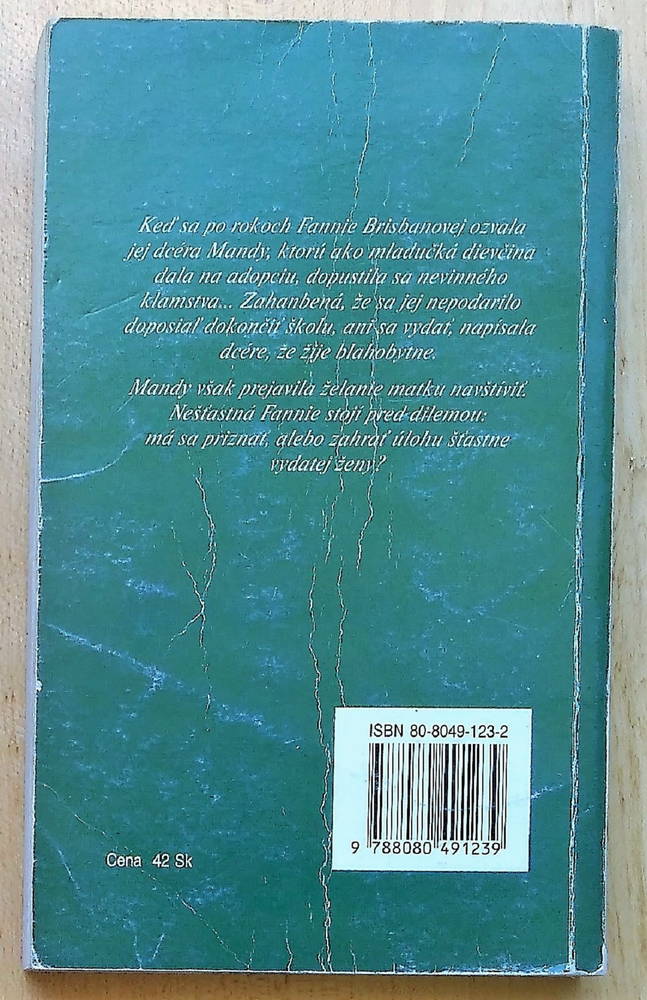 Keď sa po rokoch Fannie Brisbanovej ozvala
jej dcéra Mandy, ktorú ako mladučká dievčina
dala na adopciu, dopustila sa nevinného
klamstva... Zahanbená, že sa jej nepodarilo
doposiaľ dokončiť školu, ani sa vydať, napísala
dcére, že žije blahobytne.
Mandy však prejavila želanie matku navštíviť.
Nešťastná Fannie stojí pred dilemou:
má sa priznať, alebo zahrať úlohu šťastne
vydatej ženy?
ISBN 80-8049-123-2
9 788080 491239
Cena 42 Sk